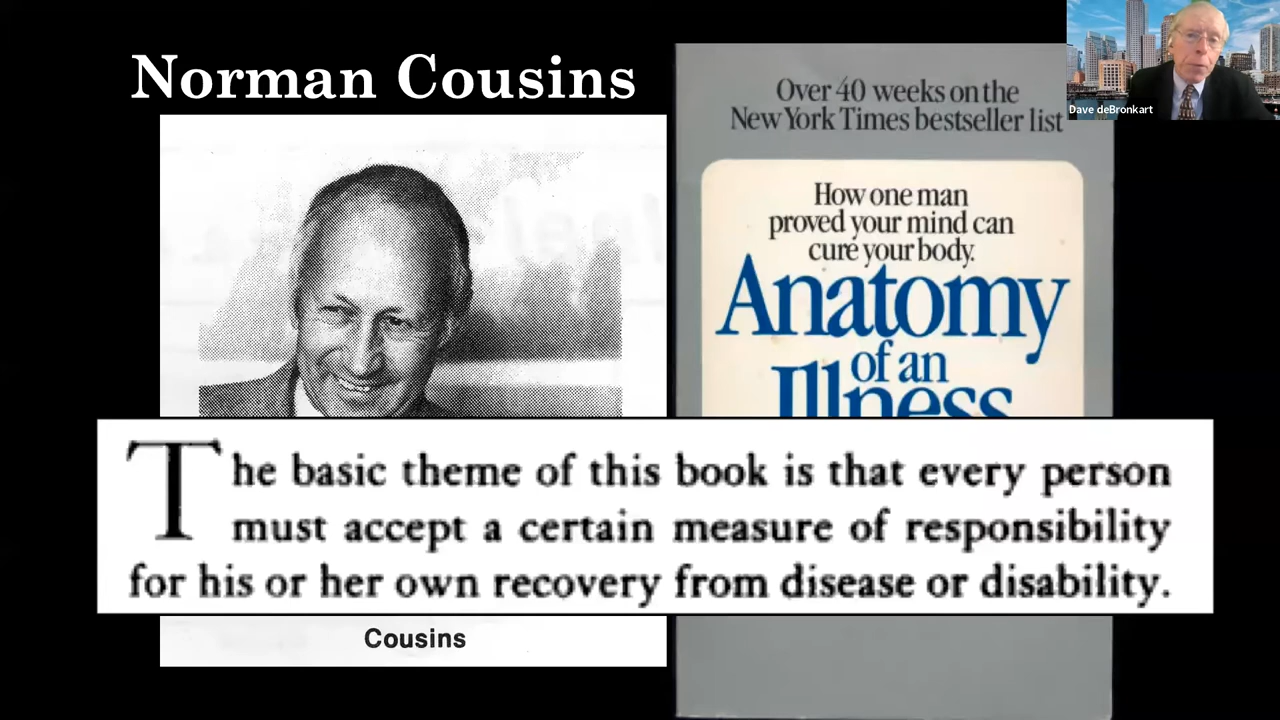 Norman Cousins
Dave deBronkart
Over 40 weeks on the
New York Times bestseller list
How one man
proved your mind can
cure your body.
Anatomy
of an
Illness
The basic theme of this book is that every person
must accept a certain measure of responsibility
for his or her own recovery from disease or disability.
Cousins